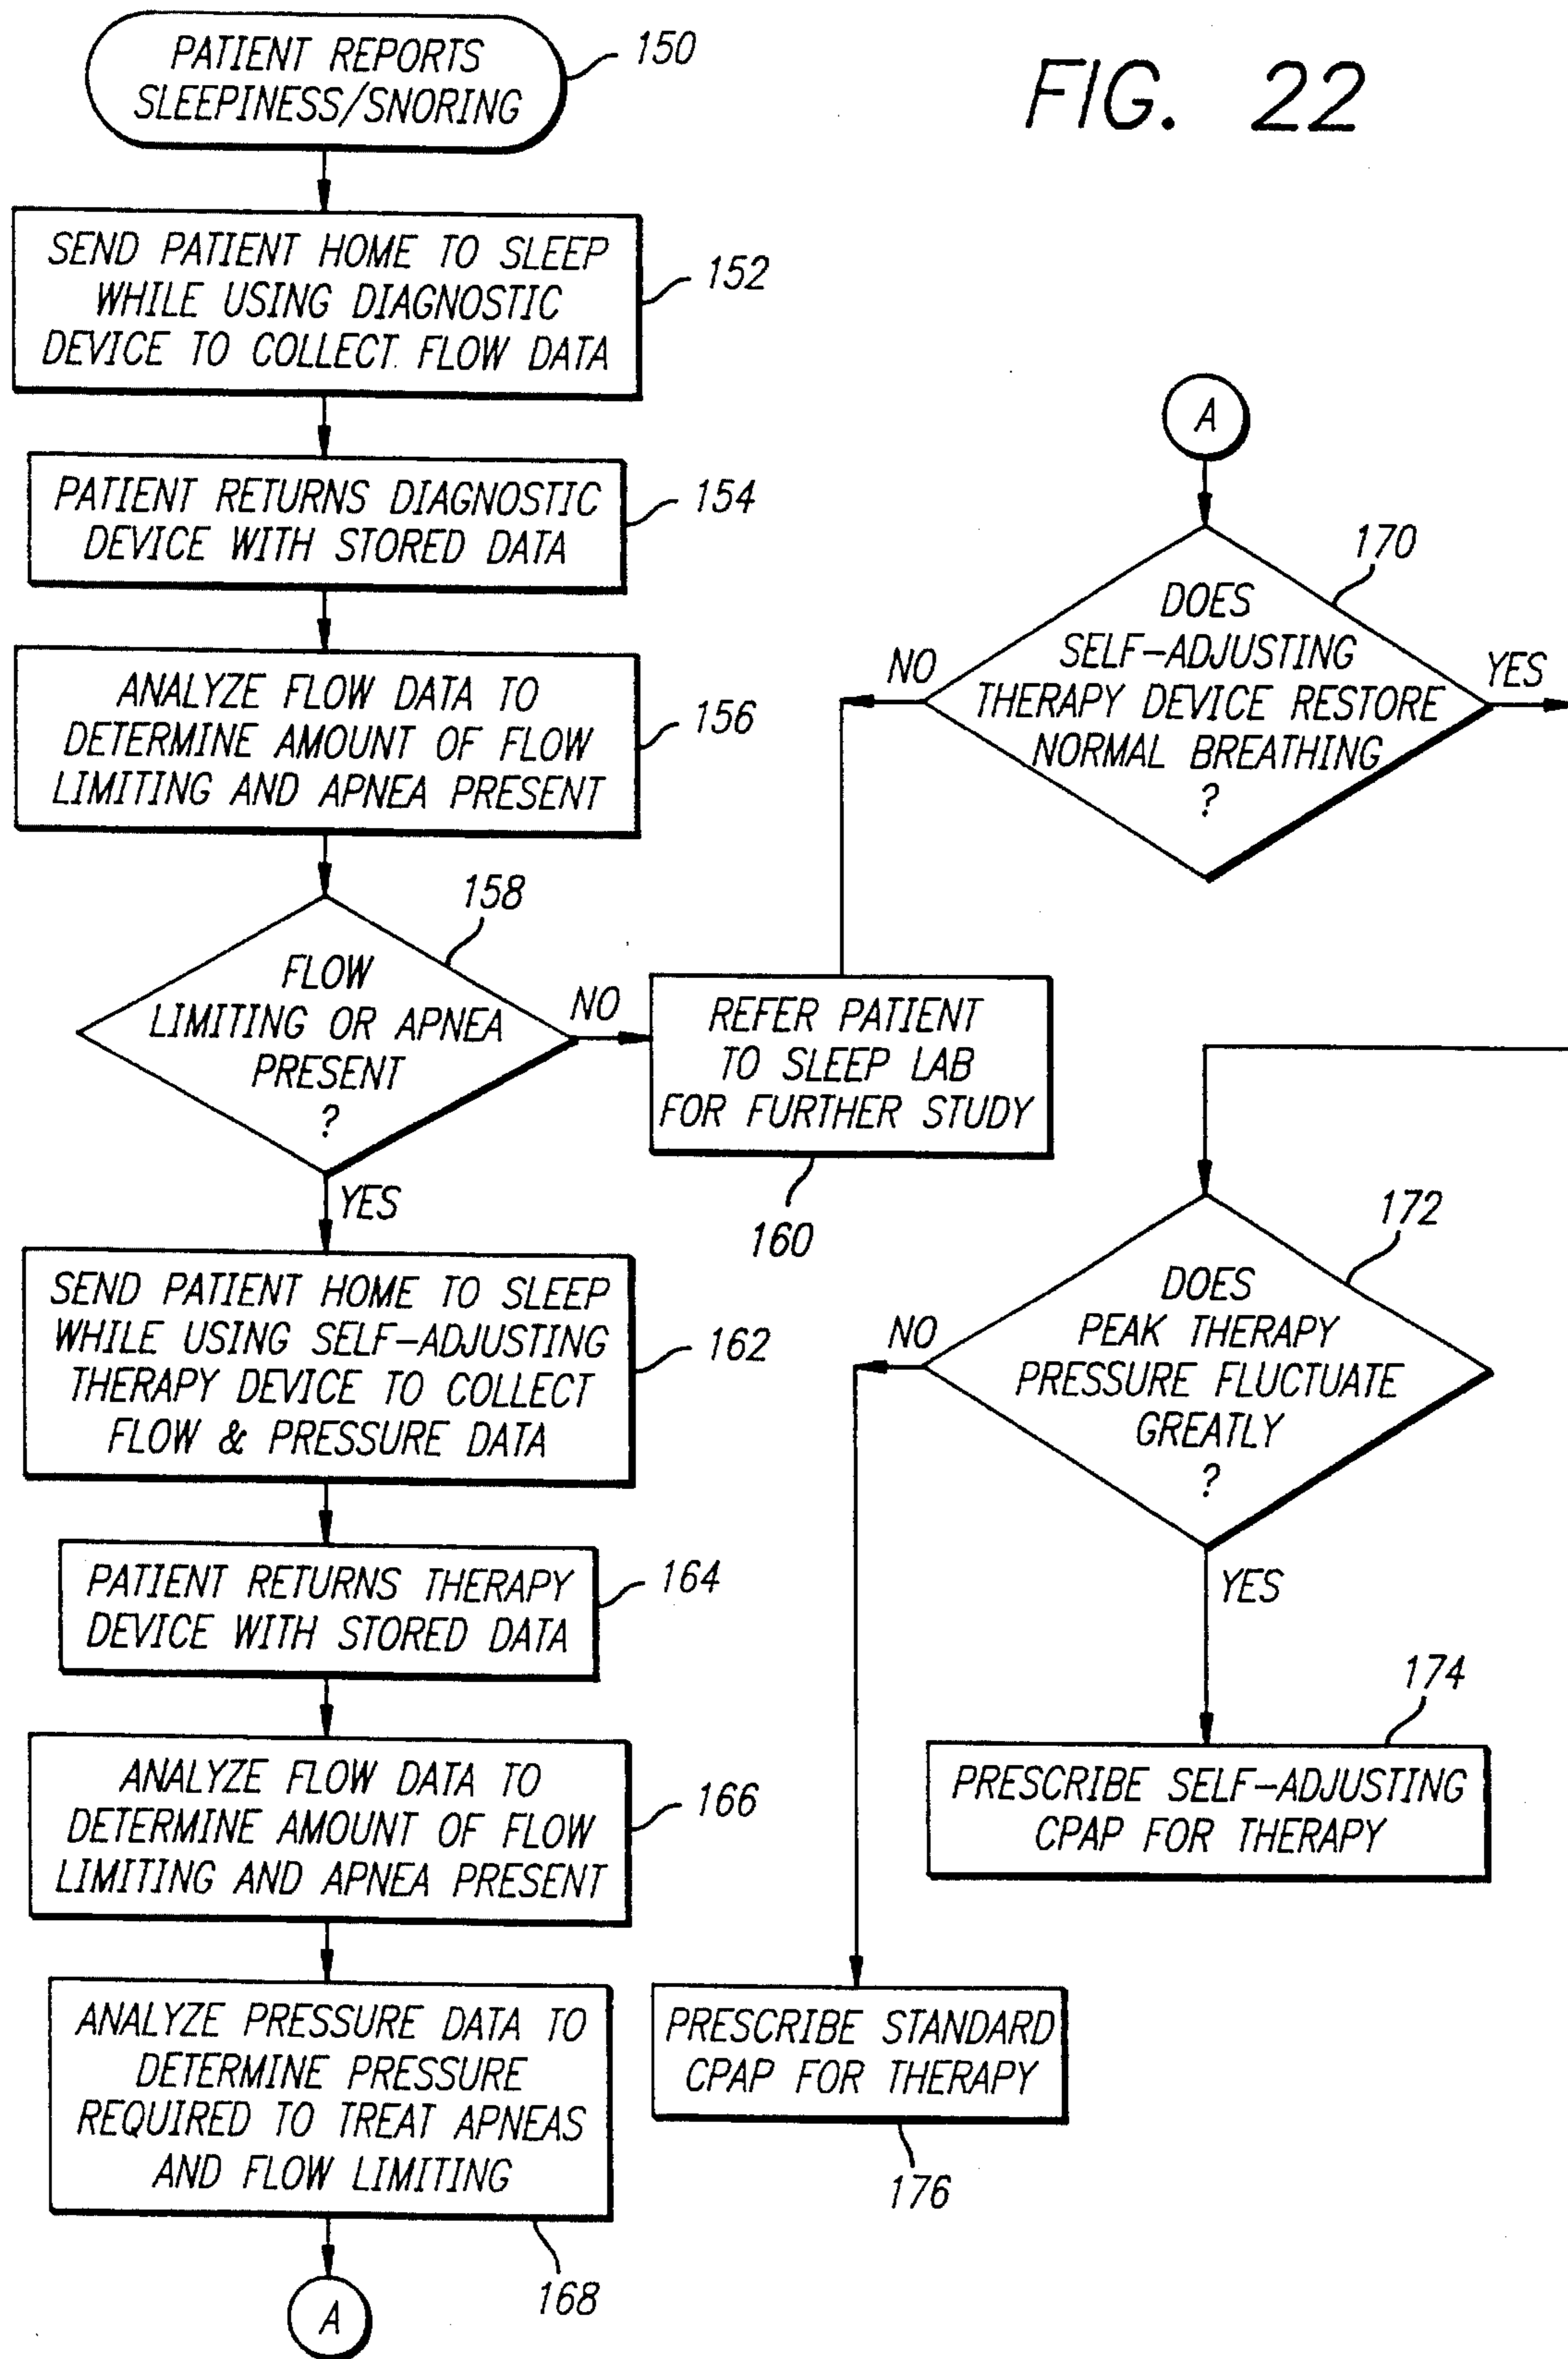 FIG. 22
PATIENT REPORTS
SLEEPINESS/SNORING
150
SEND PATIENT HOME TO SLEEP
WHILE USING DIAGNOSTIC
DEVICE TO COLLECT FLOW DATA
152
PATIENT RETURNS DIAGNOSTIC
DEVICE WITH STORED DATA
154
ANALYZE FLOW DATA TO
DETERMINE AMOUNT OF FLOW
LIMITING AND APNEA PRESENT
156
FLOW
LIMITING OR APNEA
PRESENT
?
158
NO
REFER PATIENT
TO SLEEP LAB
FOR FURTHER STUDY
160
YES
SEND PATIENT HOME TO SLEEP
WHILE USING SELF-ADJUSTING
THERAPY DEVICE TO COLLECT
FLOW & PRESSURE DATA
162
PATIENT RETURNS THERAPY
DEVICE WITH STORED DATA
164
ANALYZE FLOW DATA TO
DETERMINE AMOUNT OF FLOW
LIMITING AND APNEA PRESENT
166
ANALYZE PRESSURE DATA TO
DETERMINE PRESSURE
REQUIRED TO TREAT APNEAS
AND FLOW LIMITING
168
A
A
170
DOES
SELF-ADJUSTING
THERAPY DEVICE RESTORE
NORMAL BREATHING
?
NO
YES
172
DOES
PEAK THERAPY
PRESSURE FLUCTUATE
GREATLY
?
NO
YES
174
PRESCRIBE SELF-ADJUSTING
CPAP FOR THERAPY
PRESCRIBE STANDARD
CPAP FOR THERAPY
176